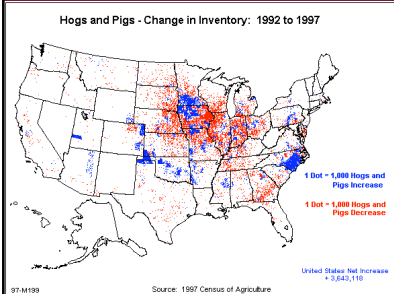 Hogs and Pigs - Change in Inventory: 1992 to 1997
1 Dot = 1,000 Hogs and
Pigs Increase
1 Dot = 1,000 Hogs and
Pigs Decrease
United States Net Increase
+ 3,643,118
97-M199
Source: 1997 Census of Agriculture